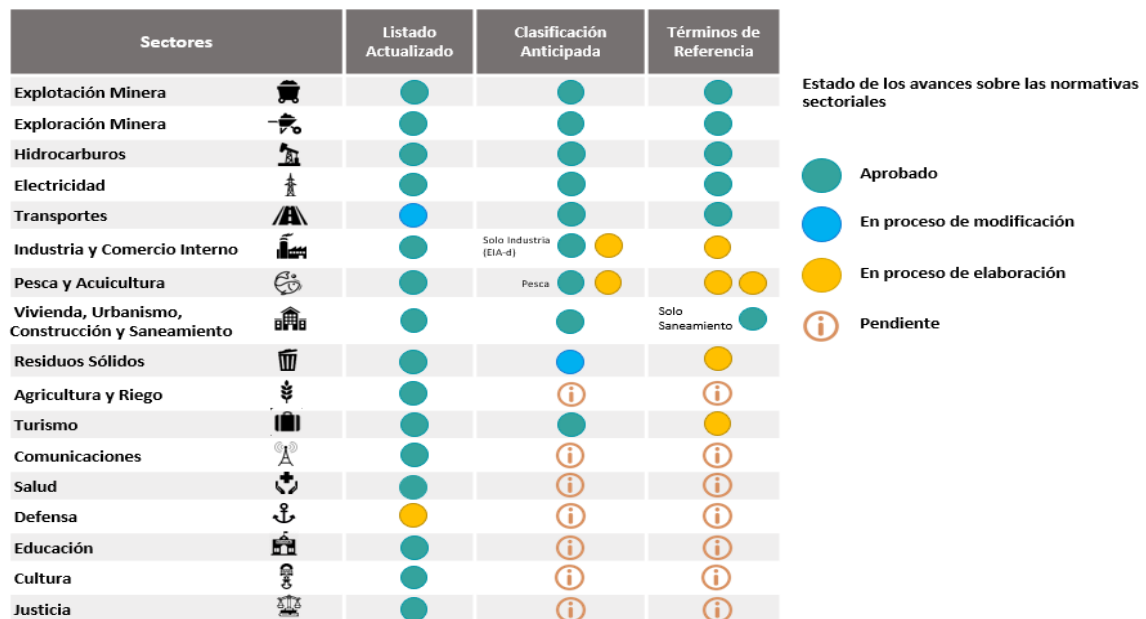 Sectores
Listado
Actualizado
Clasificación
Anticipada
Términos de
Referencia
Explotación Minera
Exploración Minera
Hidrocarburos
Electricidad
Transportes
Industria y Comercio Interno
Solo Industria
(EIA-d)
Pesca y Acuicultura
Pesca
Vivienda, Urbanismo,
Construcción y Saneamiento
Solo
Saneamiento
Residuos Sólidos
Agricultura y Riego
Turismo
Comunicaciones
Salud
Defensa
Educación
Cultura
Justicia
Estado de los avances sobre las normativas
sectoriales
Aprobado
En proceso de modificación
En proceso de elaboración
Pendiente